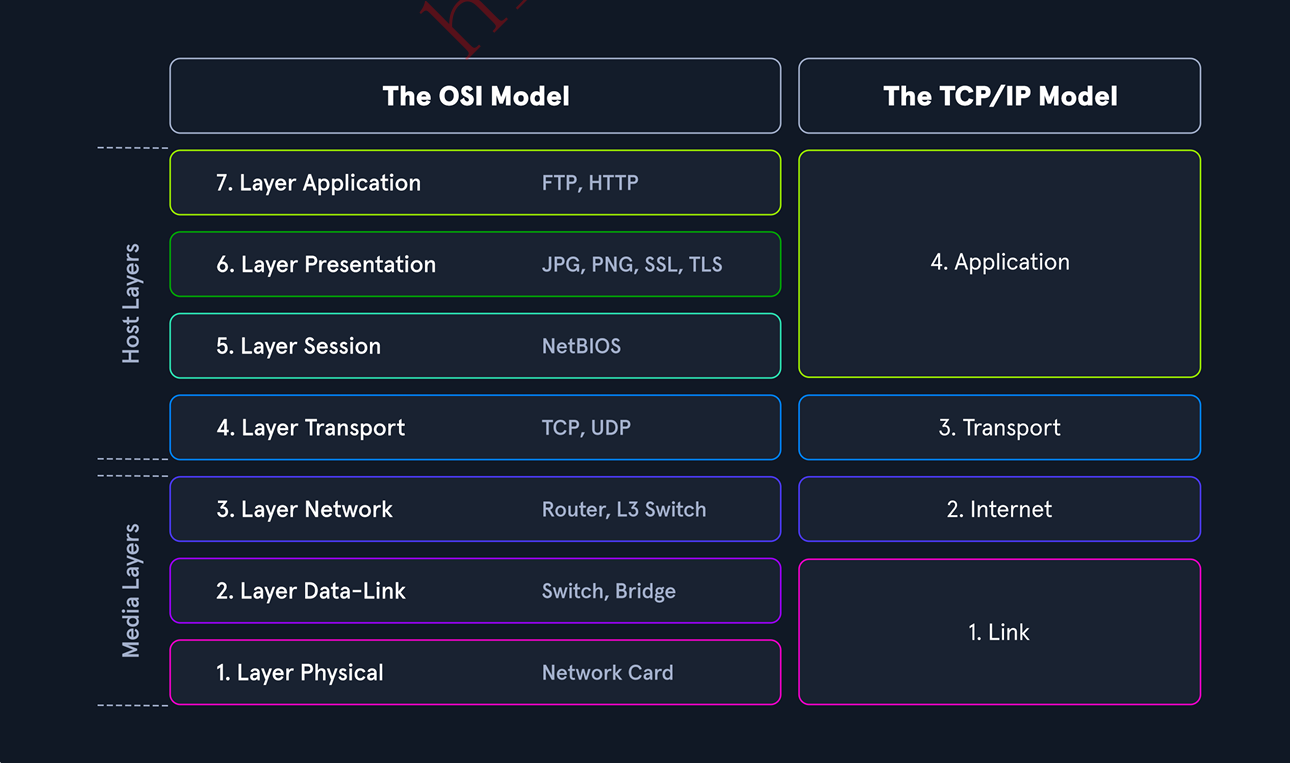 The OSI Model
The TCP/IP Model
Host Layers
7. Layer Application FTP, HTTP
6. Layer Presentation JPG, PNG, SSL, TLS
5. Layer Session NetBIOS
4. Layer Transport TCP, UDP
4. Application
3. Transport
Media Layers
3. Layer Network Router, L3 Switch
2. Layer Data-Link Switch, Bridge
1. Layer Physical Network Card
2. Internet
1. Link